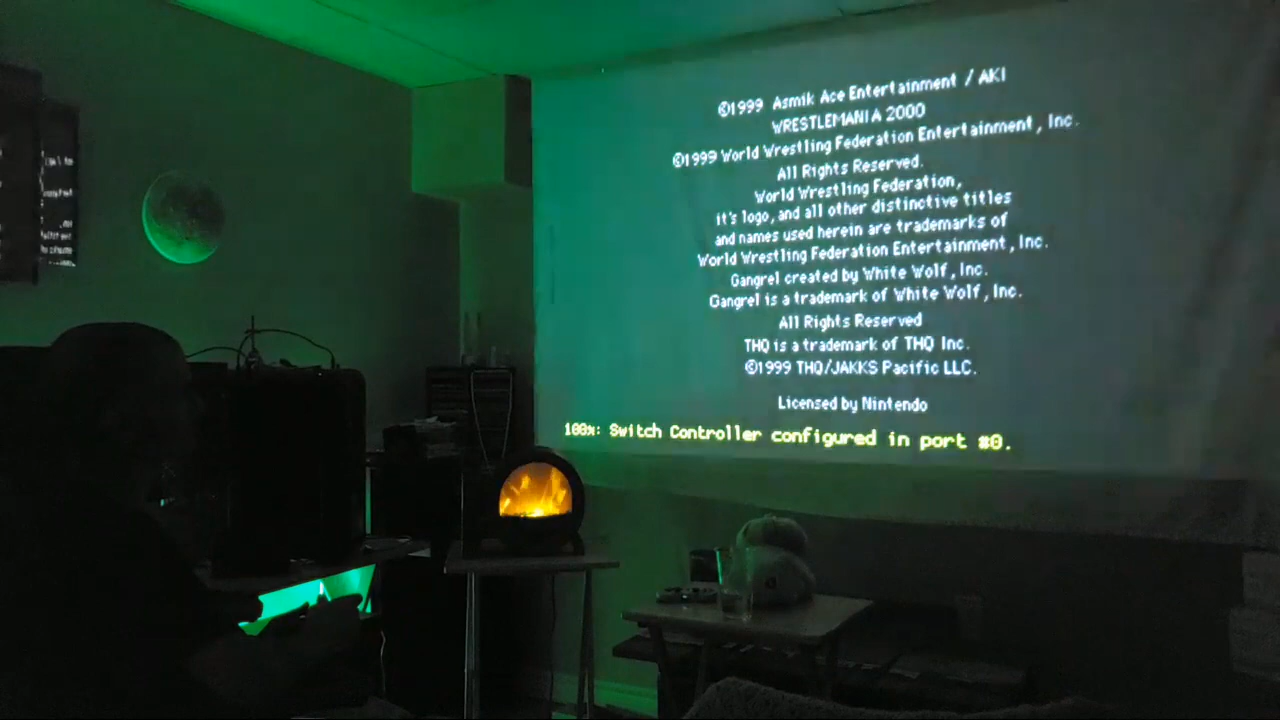 ©1999 Asmik Ace Entertainment / AKI
WRESTLEMANIA 2000
©1999 World Wrestling Federation Entertainment, Inc.
All Rights Reserved.
World Wrestling Federation,
it's logo, and all other distinctive titles
and names used herein are trademarks of
World Wrestling Federation Entertainment, Inc.
Gangrel created by White Wolf, Inc.
Gangrel is a trademark of White Wolf, Inc.
All Rights Reserved
THQ is a trademark of THQ Inc.
©1999 THQ/JAKKS Pacific LLC.
Licensed by Nintendo
100%: Switch Controller configured in port #0.